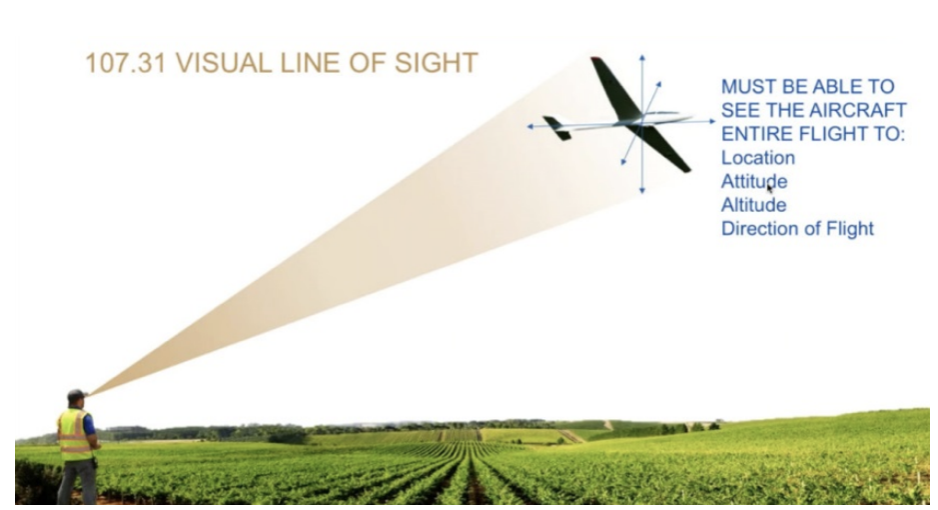 107.31 VISUAL LINE OF SIGHT
MUST BE ABLE TO
SEE THE AIRCRAFT
ENTIRE FLIGHT TO:
Location
Attitude
Altitude
Direction of Flight